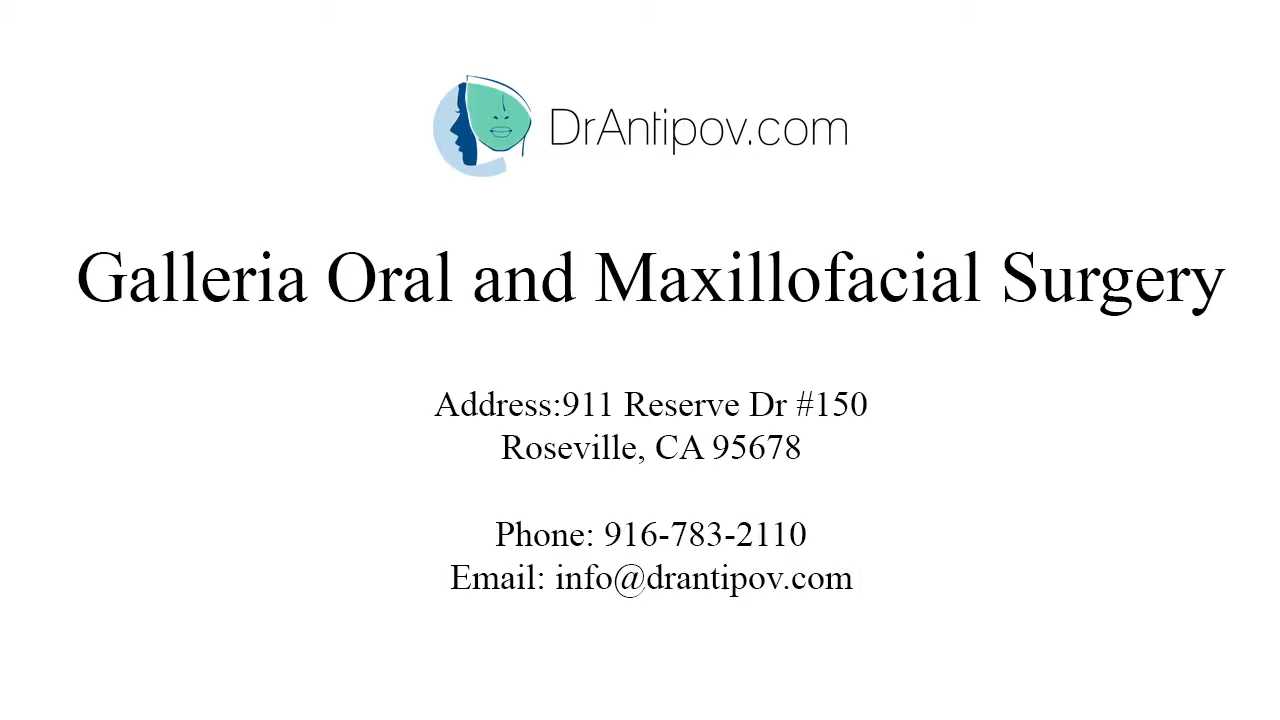 DrAntipov.com
Galleria Oral and Maxillofacial Surgery
Address:911 Reserve Dr #150
Roseville, CA 95678
Phone: 916-783-2110
Email: info@drantipov.com